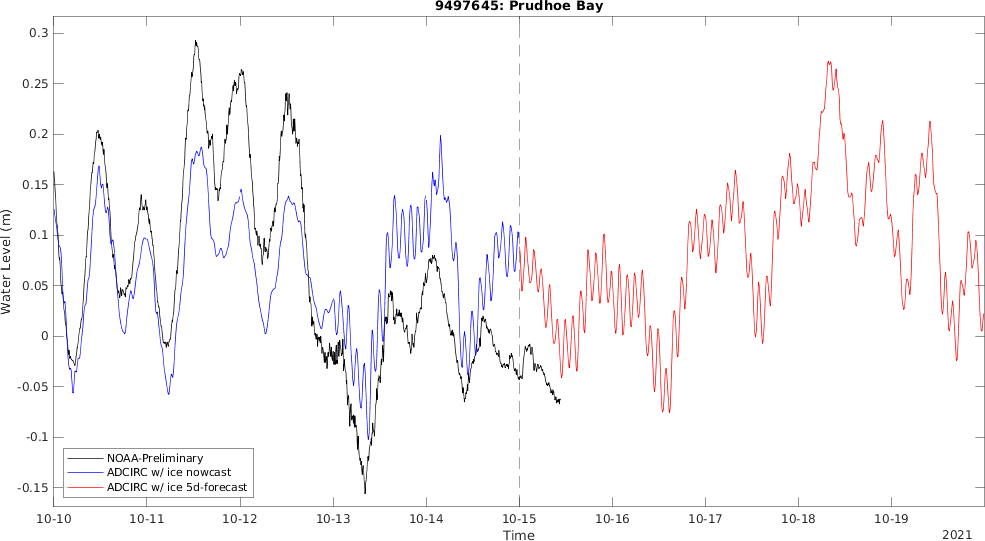 9497645: Prudhoe Bay
0.3
0.25
0.2
0.15
0.1
0.05
0
-0.05
-0.1
-0.15
Water Level (m)
NOAA-Preliminary
ADCIRC w/ ice nowcast
ADCIRC w/ ice 5d-forecast
10-10 10-11 10-12 10-13 10-14 10-15 10-16 10-17 10-18 10-19
Time
2021